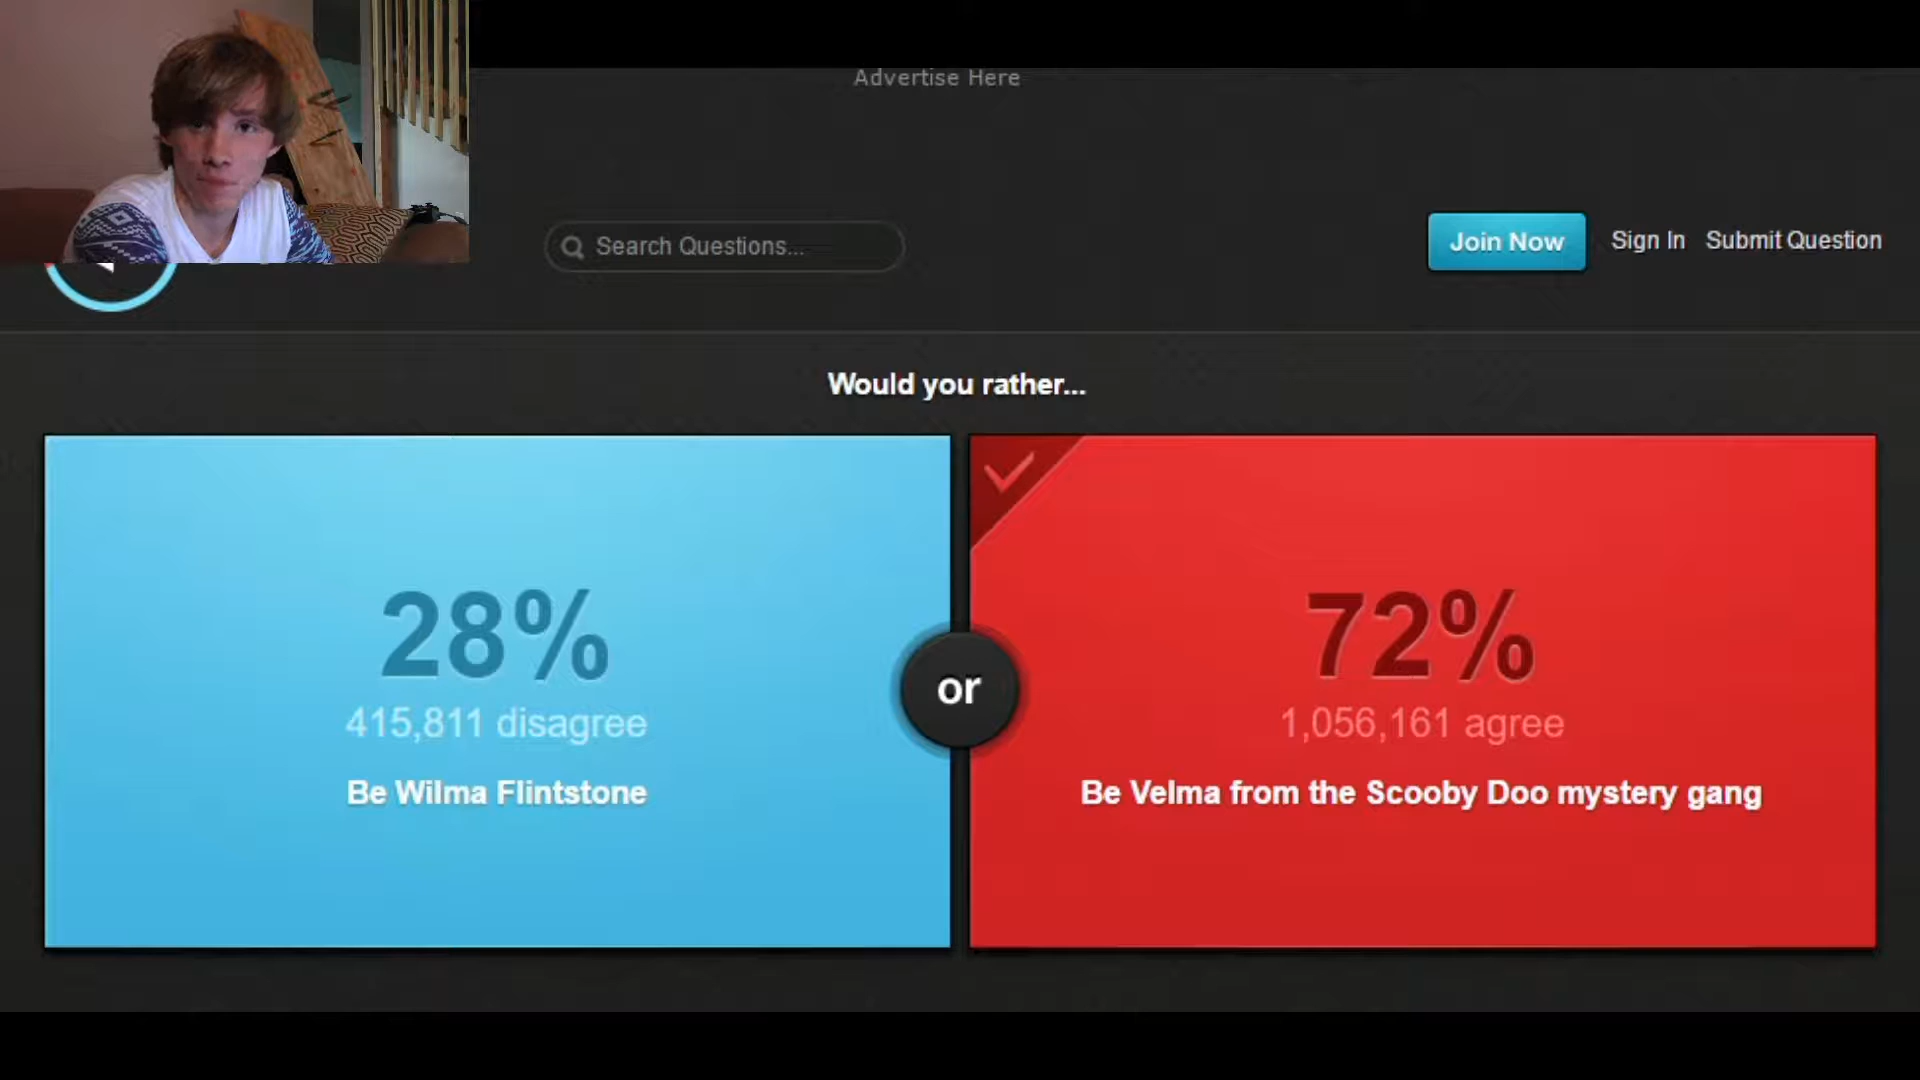 Advertise Here
Search Questions...
Join Now
Sign In
Submit Question
Would you rather...
28%
415,811 disagree
Be Wilma Flintstone
or
72%
1,056,161 agree
Be Velma from the Scooby Doo mystery gang